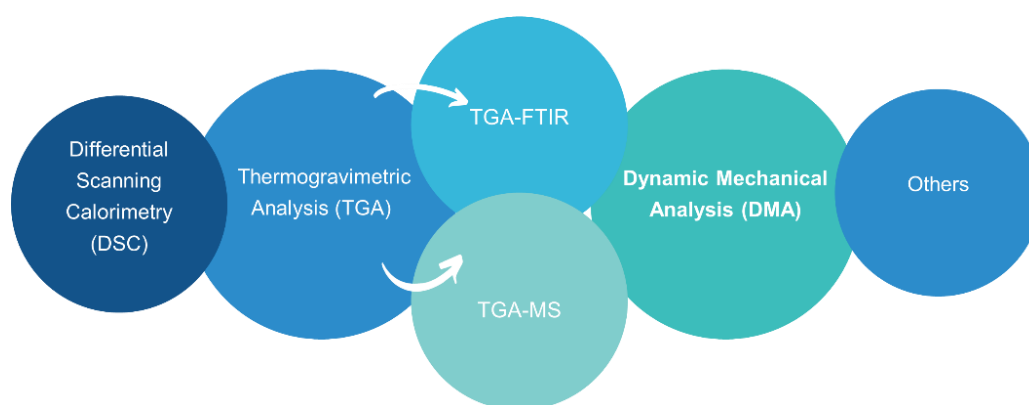 Differential
Scanning
Calorimetry
(DSC)
Thermogravimetric
Analysis (TGA)
TGA-FTIR
TGA-MS
Dynamic Mechanical
Analysis (DMA)
Others